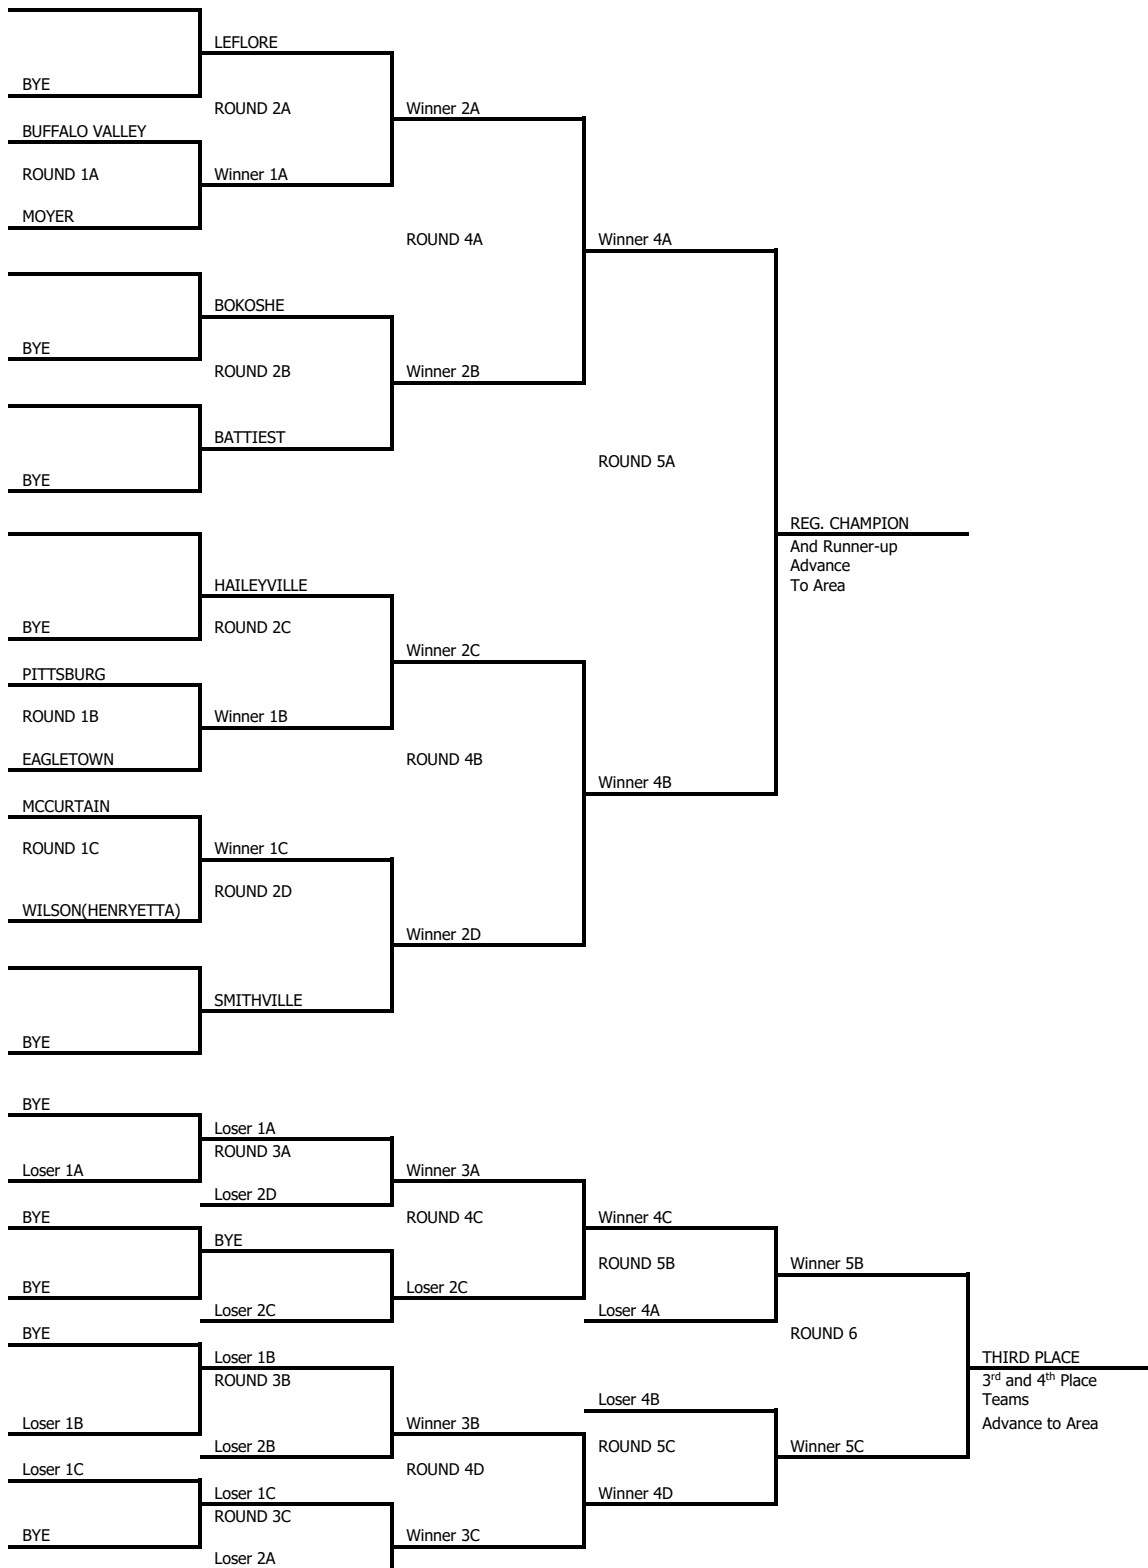 LEFLORE
BYE
ROUND 2A
Winner 2A
BUFFALO VALLEY
ROUND 1A
Winner 1A
MOYER
ROUND 4A
Winner 4A
BOKOSHE
BYE
ROUND 2B
Winner 2B
BATTIEST
ROUND 5A
BYE
REG. CHAMPION
And Runner-up
Advance
To Area
HAILEYVILLE
BYE
ROUND 2C
Winner 2C
PITTSBURG
ROUND 1B
Winner 1B
EAGLETOWN
ROUND 4B
Winner 4B
MCCURTAIN
ROUND 1C
Winner 1C
ROUND 2D
WILSON(HENRYETTA)
Winner 2D
SMITHVILLE
BYE
BYE
Loser 1A
ROUND 3A
Loser 1A
Winner 3A
Loser 2D
BYE
ROUND 4C
Winner 4C
BYE
ROUND 5B
Winner 5B
BYE
Loser 2C
Loser 2C
Loser 4A
BYE
ROUND 6
Loser 1B
THIRD PLACE
ROUND 3B
3rd and 4th Place
Teams
Advance to Area
Loser 4B
Loser 1B
Winner 3B
Loser 2B
ROUND 5C
Winner 5C
Loser 1C
ROUND 4D
Loser 1C
Winner 4D
ROUND 3C
BYE
Winner 3C
Loser 2A